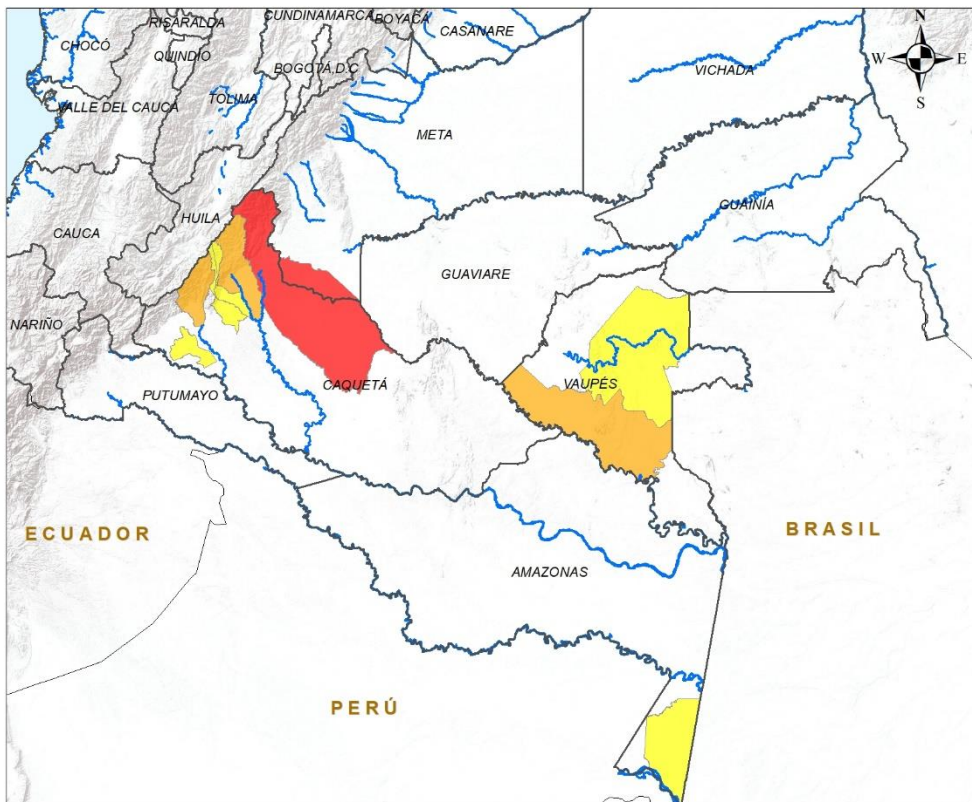 CUNDINAMARCA
BOYACÁ
RISARALDA
CASANARE
N
CHOCÓ
QUINDÍO
BOGOTÁ,D.C
VICHADA
W
E
S
VALLE DEL CAUCA
TOLIMA
META
HUILA
GUAINÍA
CAUCA
GUAVIARE
NARIÑO
CAQUETÁ
VAUPÉS
PUTUMAYO
ECUADOR
BRASIL
AMAZONAS
PERÚ